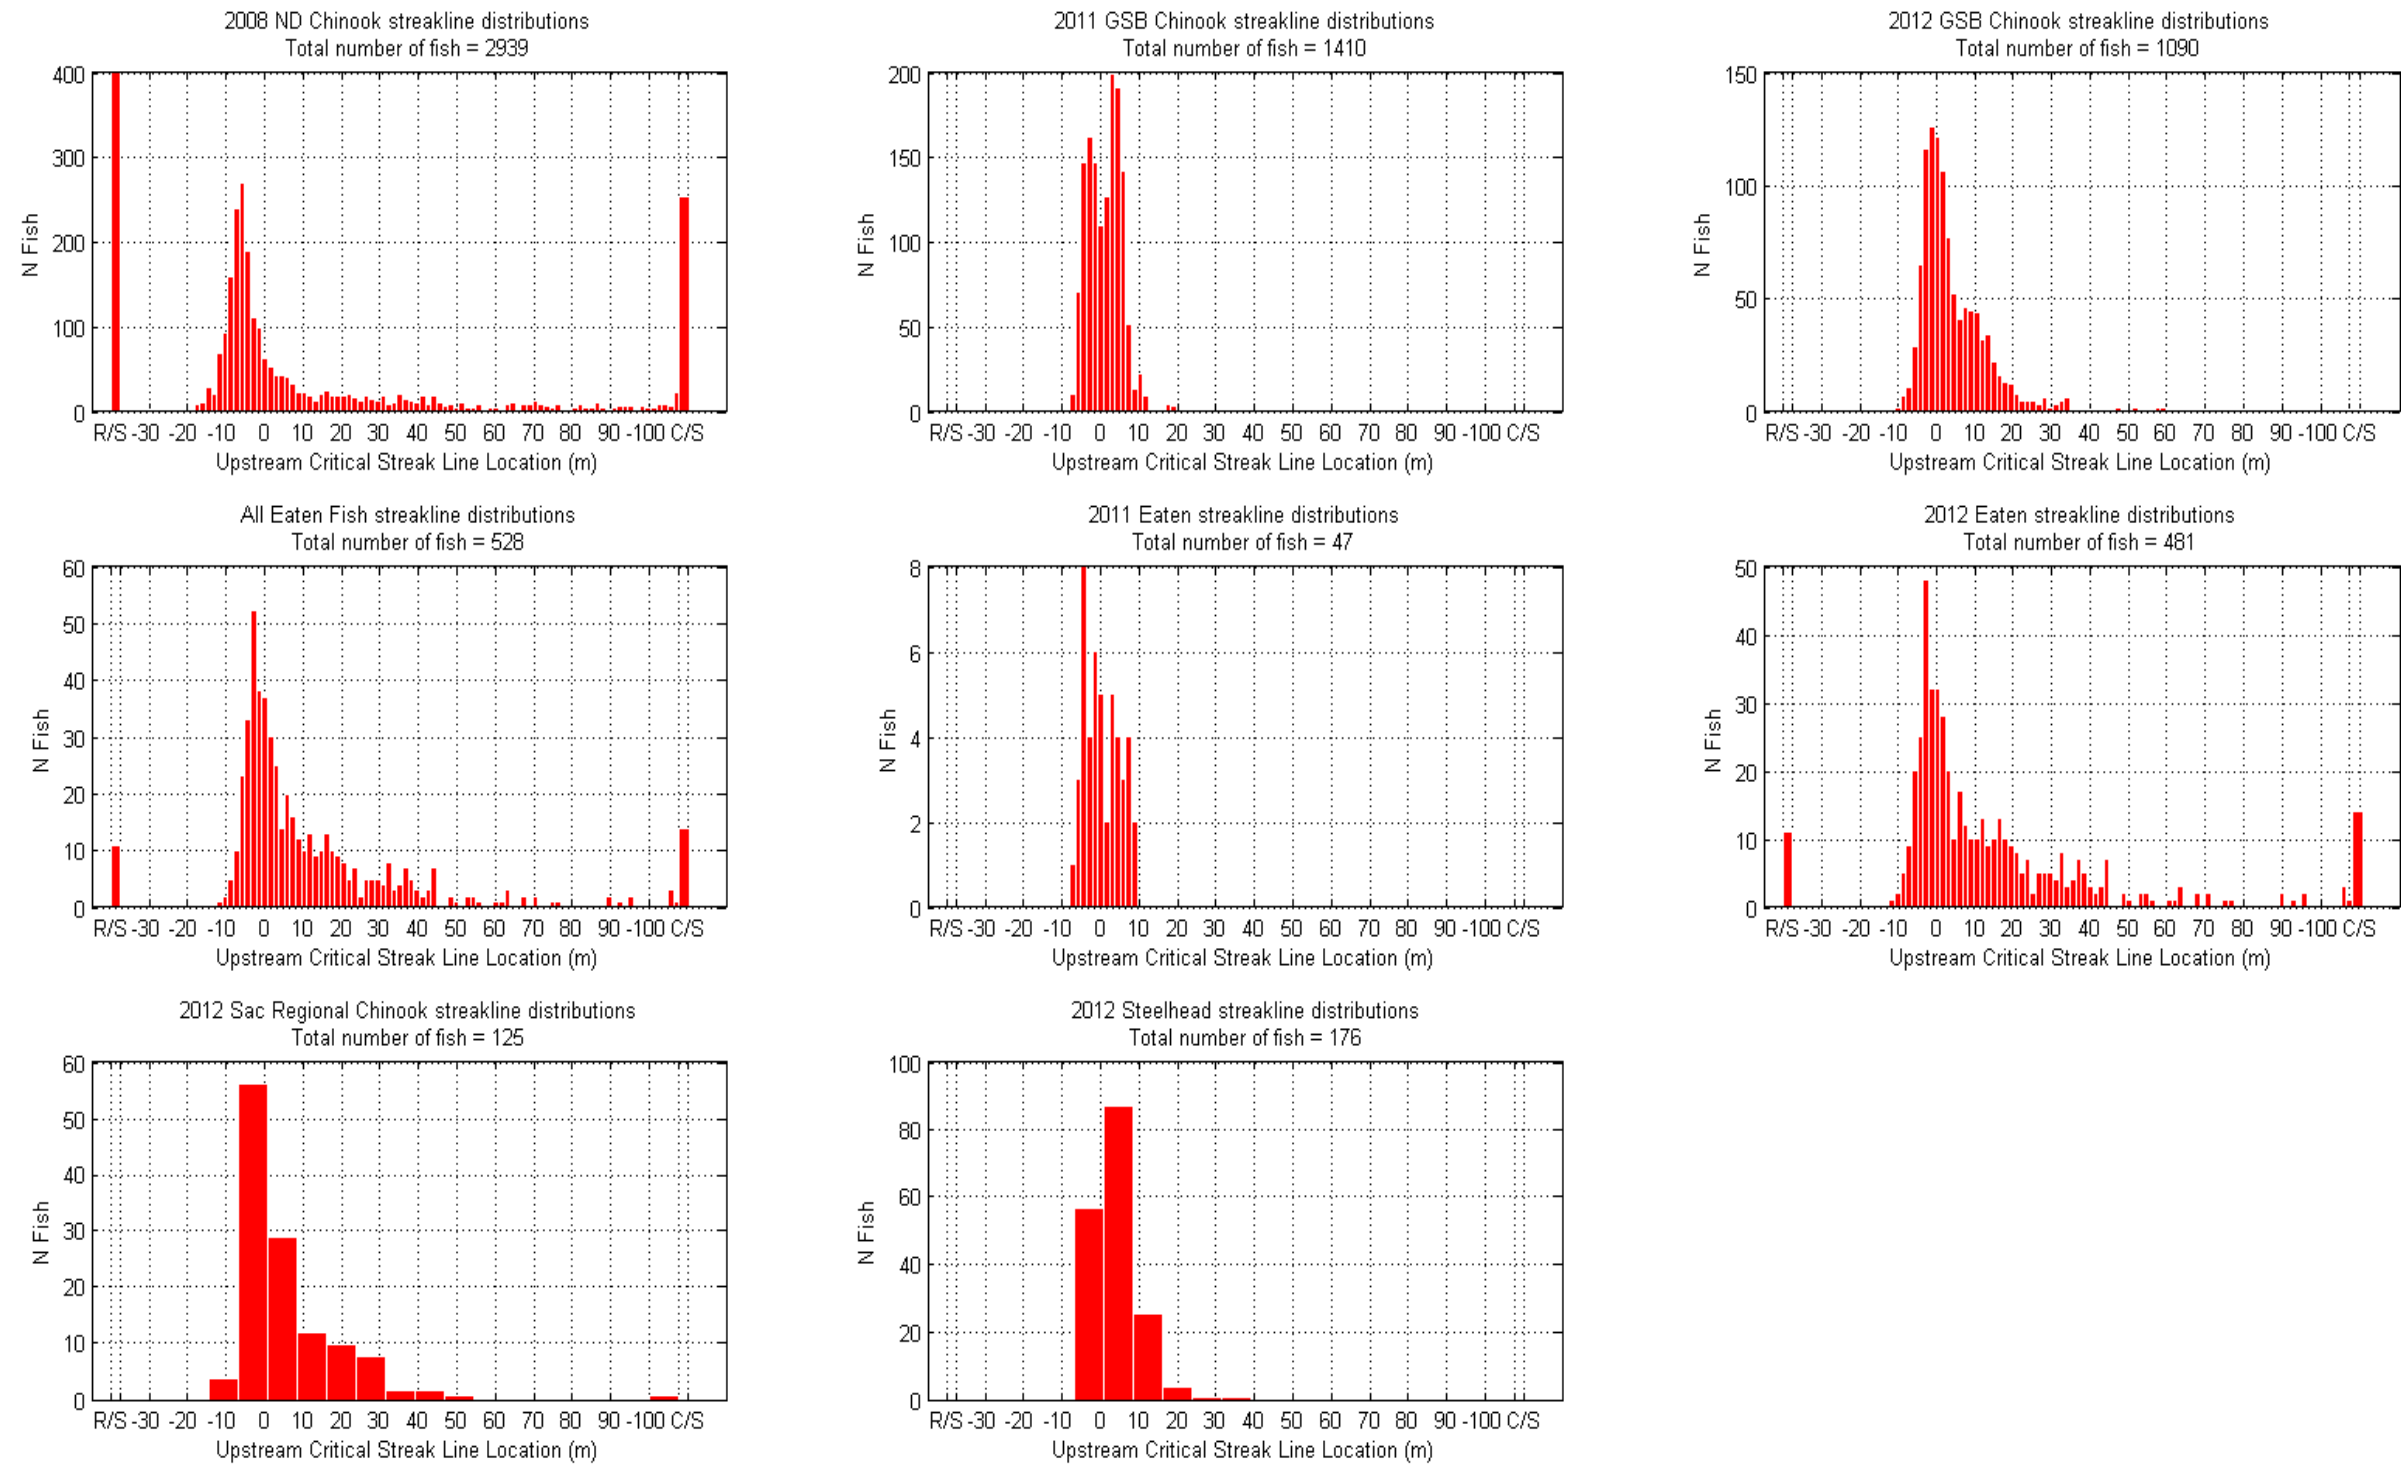 2008 ND Chinook streakline distributions
Total number of fish = 2939
400
300
200
100
0
N Fish
R/S -30 -20 -10 0 10 20 30 40 50 60 70 80 90 -100 C/S
Upstream Critical Streak Line Location (m)
2011 GSB Chinook streakline distributions
Total number of fish = 1410
200
150
100
50
0
N Fish
R/S -30 -20 -10 0 10 20 30 40 50 60 70 80 90 -100 C/S
Upstream Critical Streak Line Location (m)
2012 GSB Chinook streakline distributions
Total number of fish = 1090
150
100
50
0
N Fish
R/S -30 -20 -10 0 10 20 30 40 50 60 70 80 90 -100 C/S
Upstream Critical Streak Line Location (m)
All Eaten Fish streakline distributions
Total number of fish = 528
60
50
40
30
20
10
0
N Fish
R/S -30 -20 -10 0 10 20 30 40 50 60 70 80 90 -100 C/S
Upstream Critical Streak Line Location (m)
2011 Eaten streakline distributions
Total number of fish = 47
8
6
4
2
0
N Fish
R/S -30 -20 -10 0 10 20 30 40 50 60 70 80 90 -100 C/S
Upstream Critical Streak Line Location (m)
2012 Eaten streakline distributions
Total number of fish = 481
50
40
30
20
10
0
N Fish
R/S -30 -20 -10 0 10 20 30 40 50 60 70 80 90 -100 C/S
Upstream Critical Streak Line Location (m)
2012 Sac Regional Chinook streakline distributions
Total number of fish = 125
60
50
40
30
20
10
0
N Fish
R/S -30 -20 -10 0 10 20 30 40 50 60 70 80 90 -100 C/S
Upstream Critical Streak Line Location (m)
2012 Steelhead streakline distributions
Total number of fish = 176
100
80
60
40
20
0
N Fish
R/S -30 -20 -10 0 10 20 30 40 50 60 70 80 90 -100 C/S
Upstream Critical Streak Line Location (m)